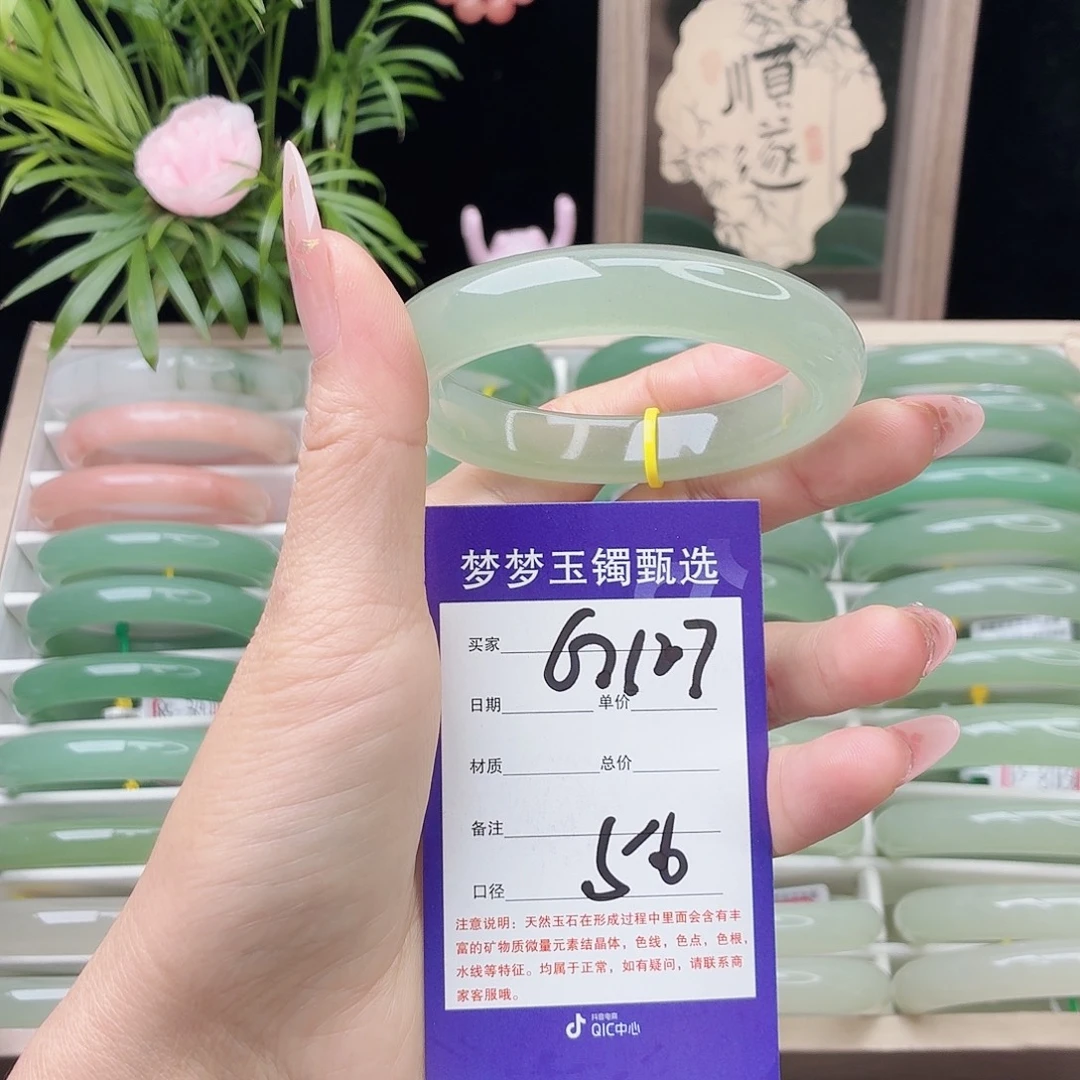 順遂
梦梦玉镯甄选
买家
日期 单价
材质 总价
备注
56
口径
注意说明：天然玉石在形成过程中里面会含有丰
富的矿物质微量元素结晶体，色线，色点，色根，
水线等特征。均属于正常，如有疑问，请联系商
家客服哦。
抖音电商
QIC中心